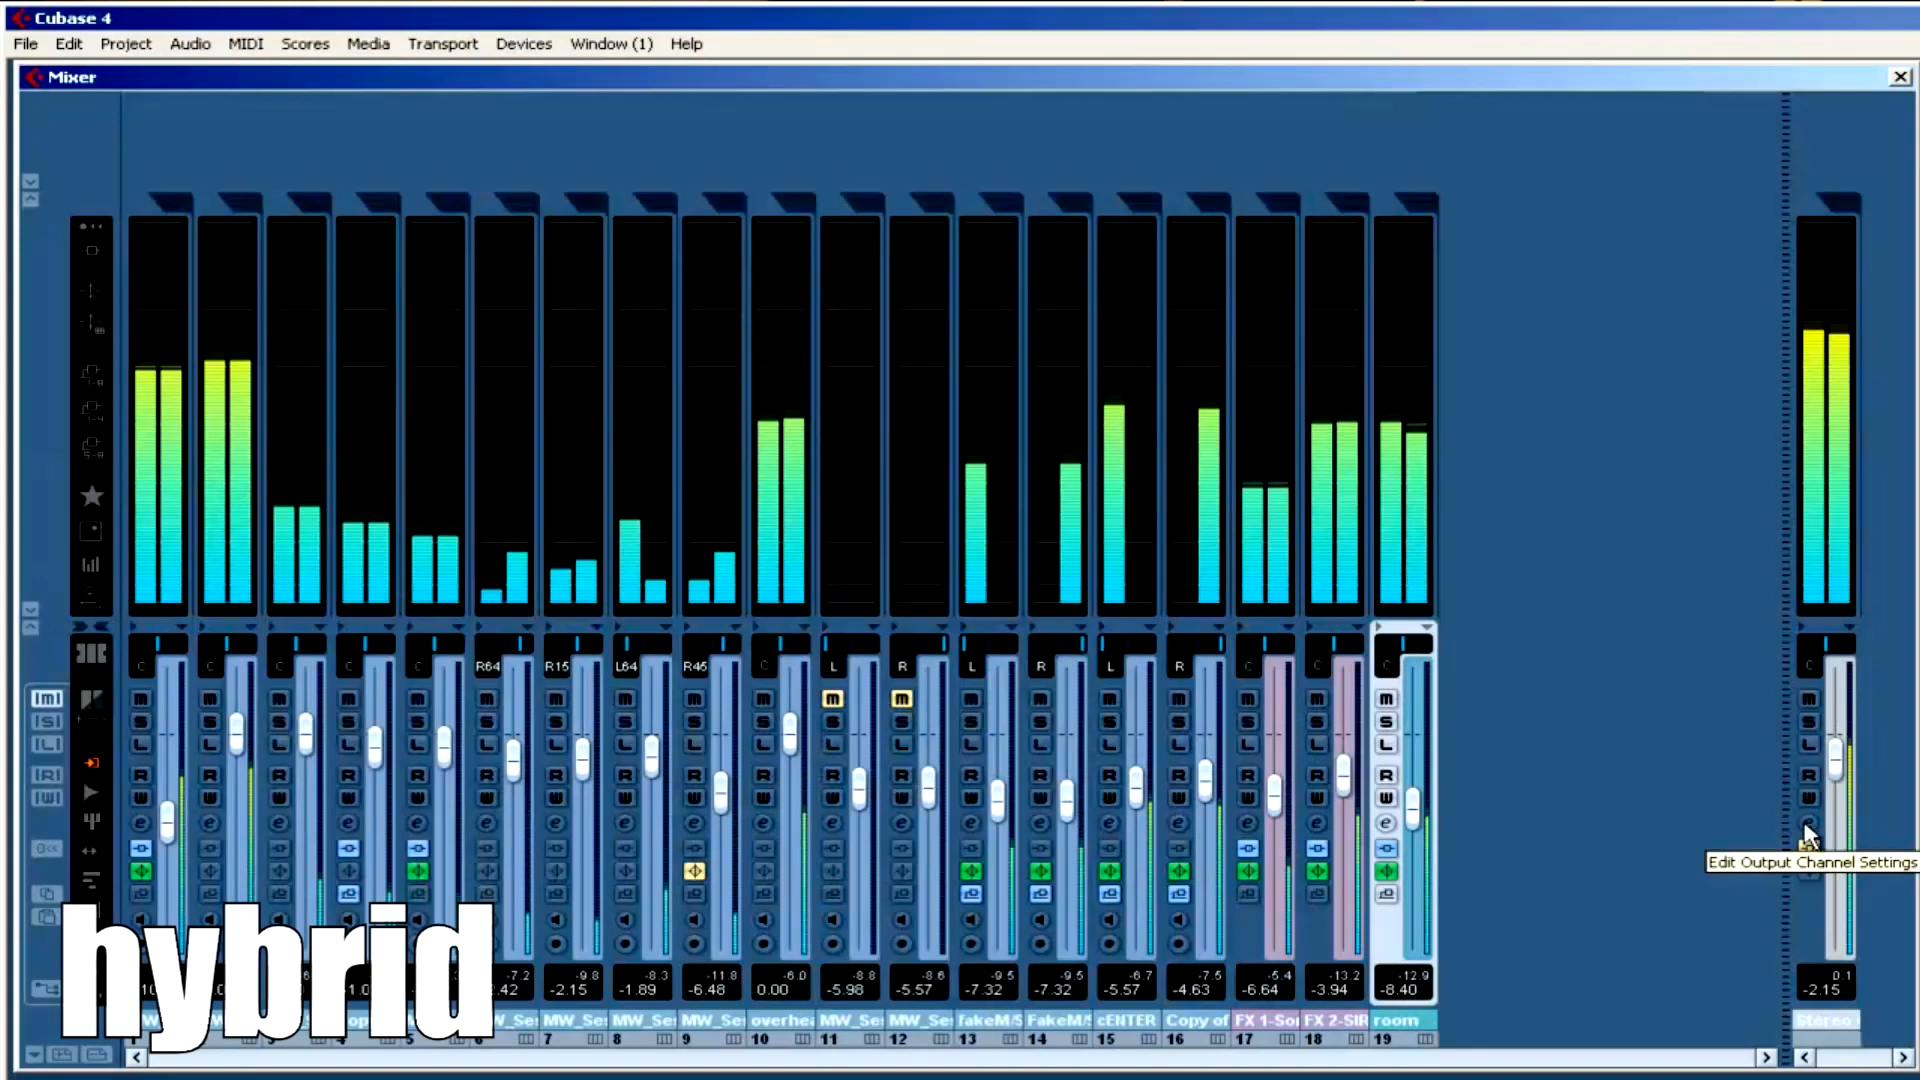 Cubase 4
File Edit Project Audio MIDI Scores Media Transport Devices Window (1) Help
Mixer
C C C C C R64 R15 L64 R45 C L R L R L R C C C C
m m m m m m m m m m m m m m m m m m m m
S S S S S S S S S S S S S S S S S S S S
L L L L L L L L L L L L L L L L L L L L
R R R R R R R R R R R R R R R R R R R R
W W W W W W W W W W W W W W W W W W W W
e e e e e e e e e e e e e e e e e e e e
Edit Output Channel Settings
hybrid
-7.2 -9.8 -8.3 -11.8 -6.0 -8.8 -8.6 -9.5 -9.5 -6.7 -7.5 -5.4 -13.2 -12.9 0.1
-2.15 -1.89 -6.48 0.00 -5.98 -5.57 -7.32 -7.32 -5.57 -4.63 -6.64 -3.94 -8.40 -2.15
MW_Se MW_Se MW_Se overhea MW_Se MW_Se fakeM/S FakeM/S cENTER Copy of FX 1-So FX 2-SIR room Stereo
7 8 9 10 11 12 13 14 15 16 17 18 19